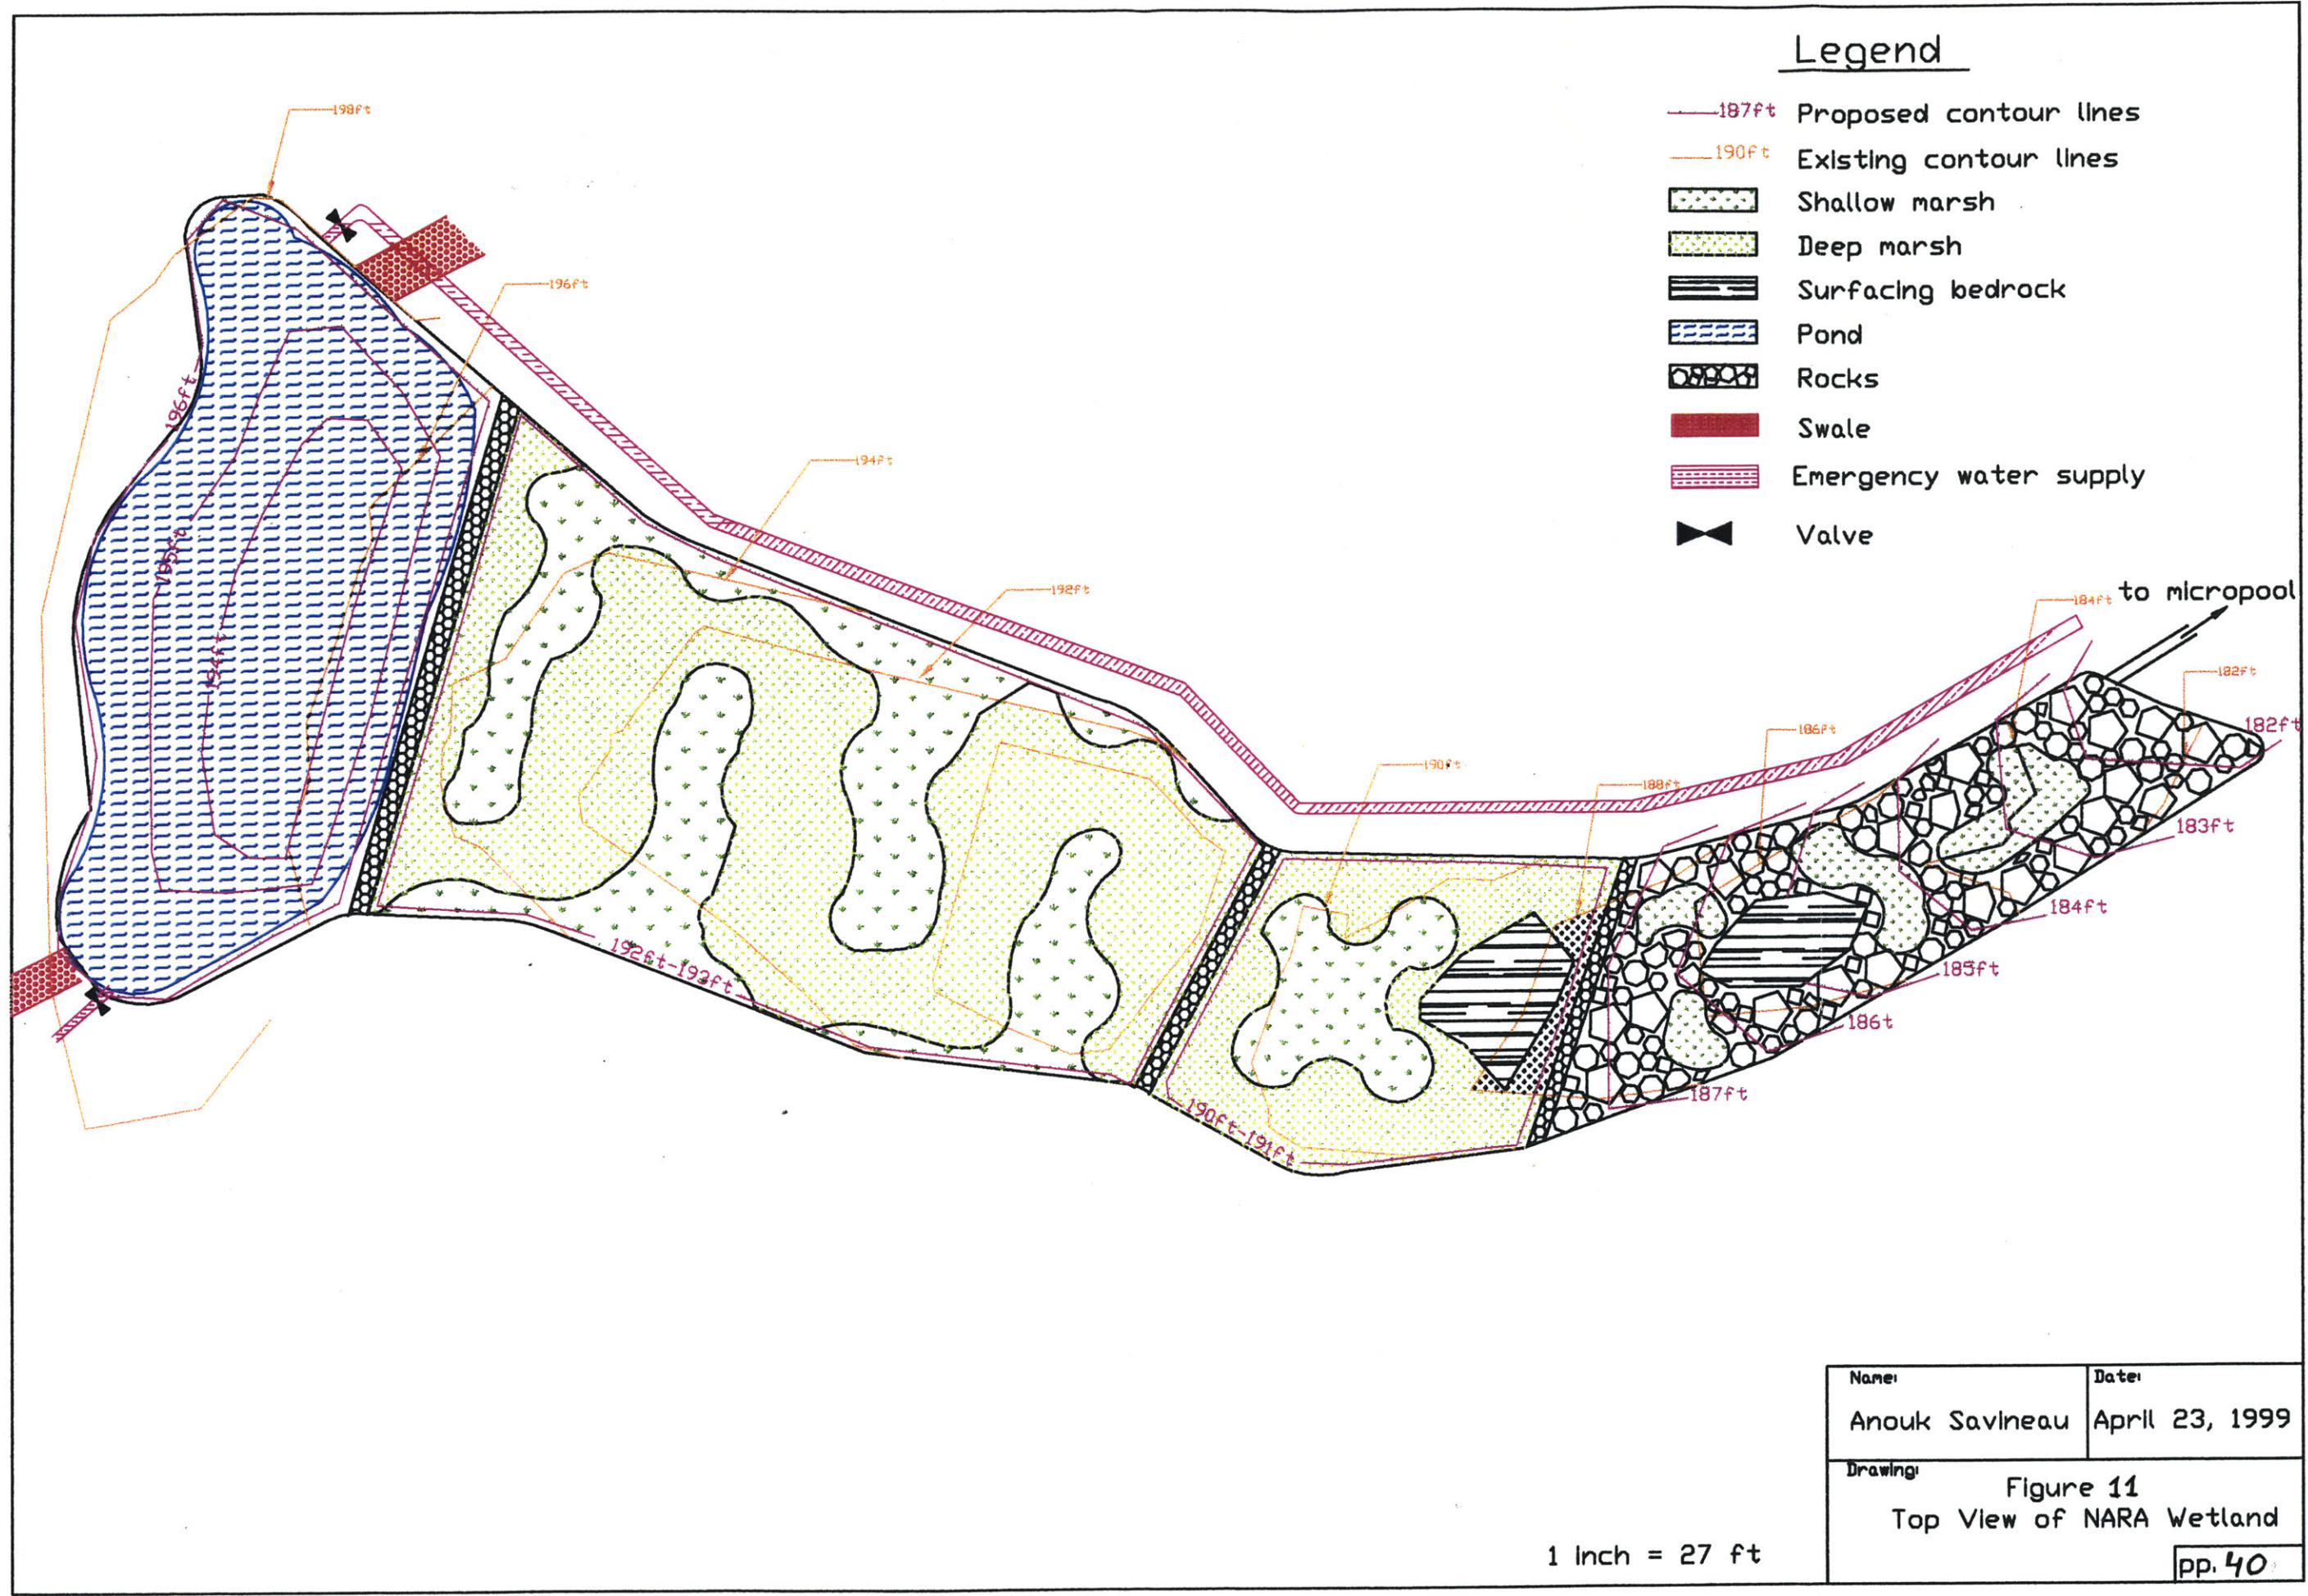 Legend
187ft Proposed contour lines
190ft Existing contour lines
Shallow marsh
Deep marsh
Surfacing bedrock
Pond
Rocks
Swale
Emergency water supply
Valve
198ft
196ft
196ft
194ft
195ft
192ft
194ft
184ft
to micropool
182ft
182ft
186ft
190ft
188ft
183ft
184ft
192ft-193ft
185ft
186t
187ft
190ft-191ft
Name:
Date:
Anouk Savineau
April 23, 1999
Drawing:
Figure 11
Top View of NARA Wetland
1 inch = 27 ft
pp. 40